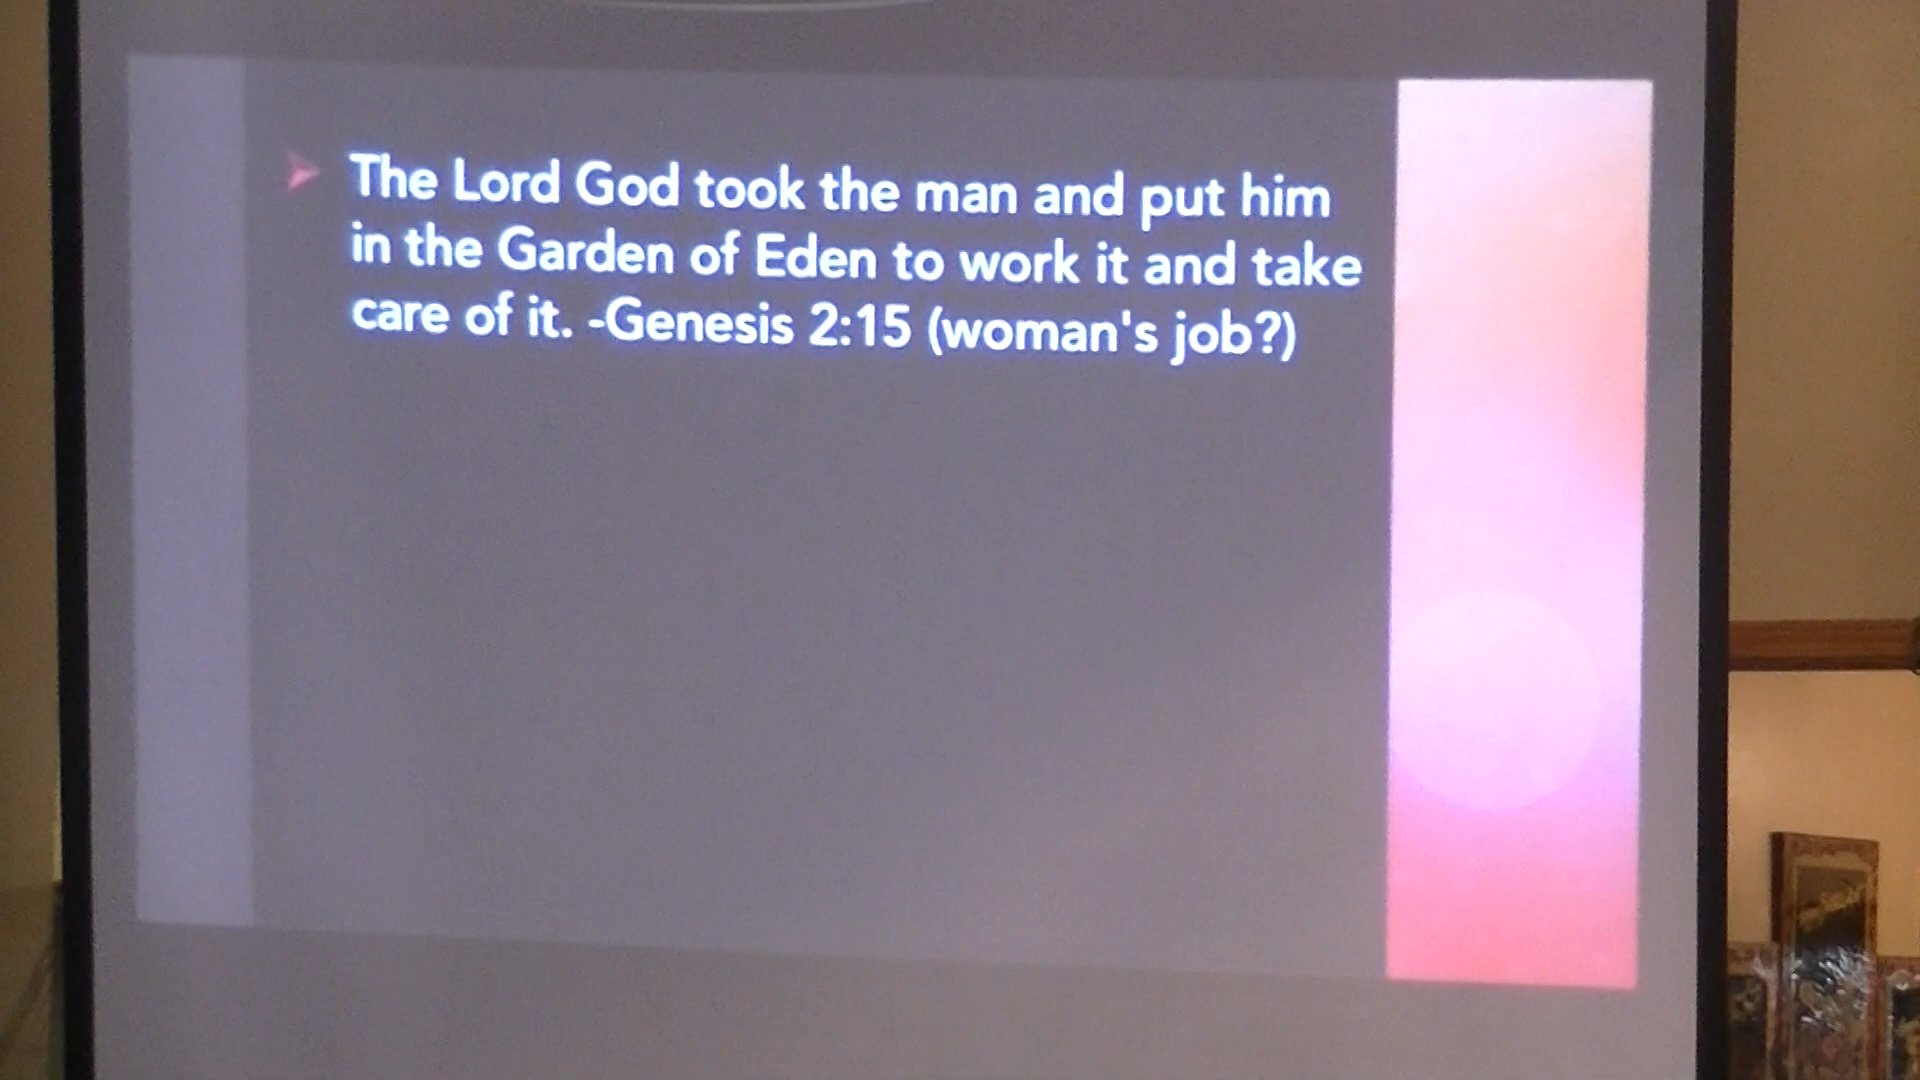 The Lord God took the man and put him
in the Garden of Eden to work it and take
care of it. -Genesis 2:15 (woman's job?)